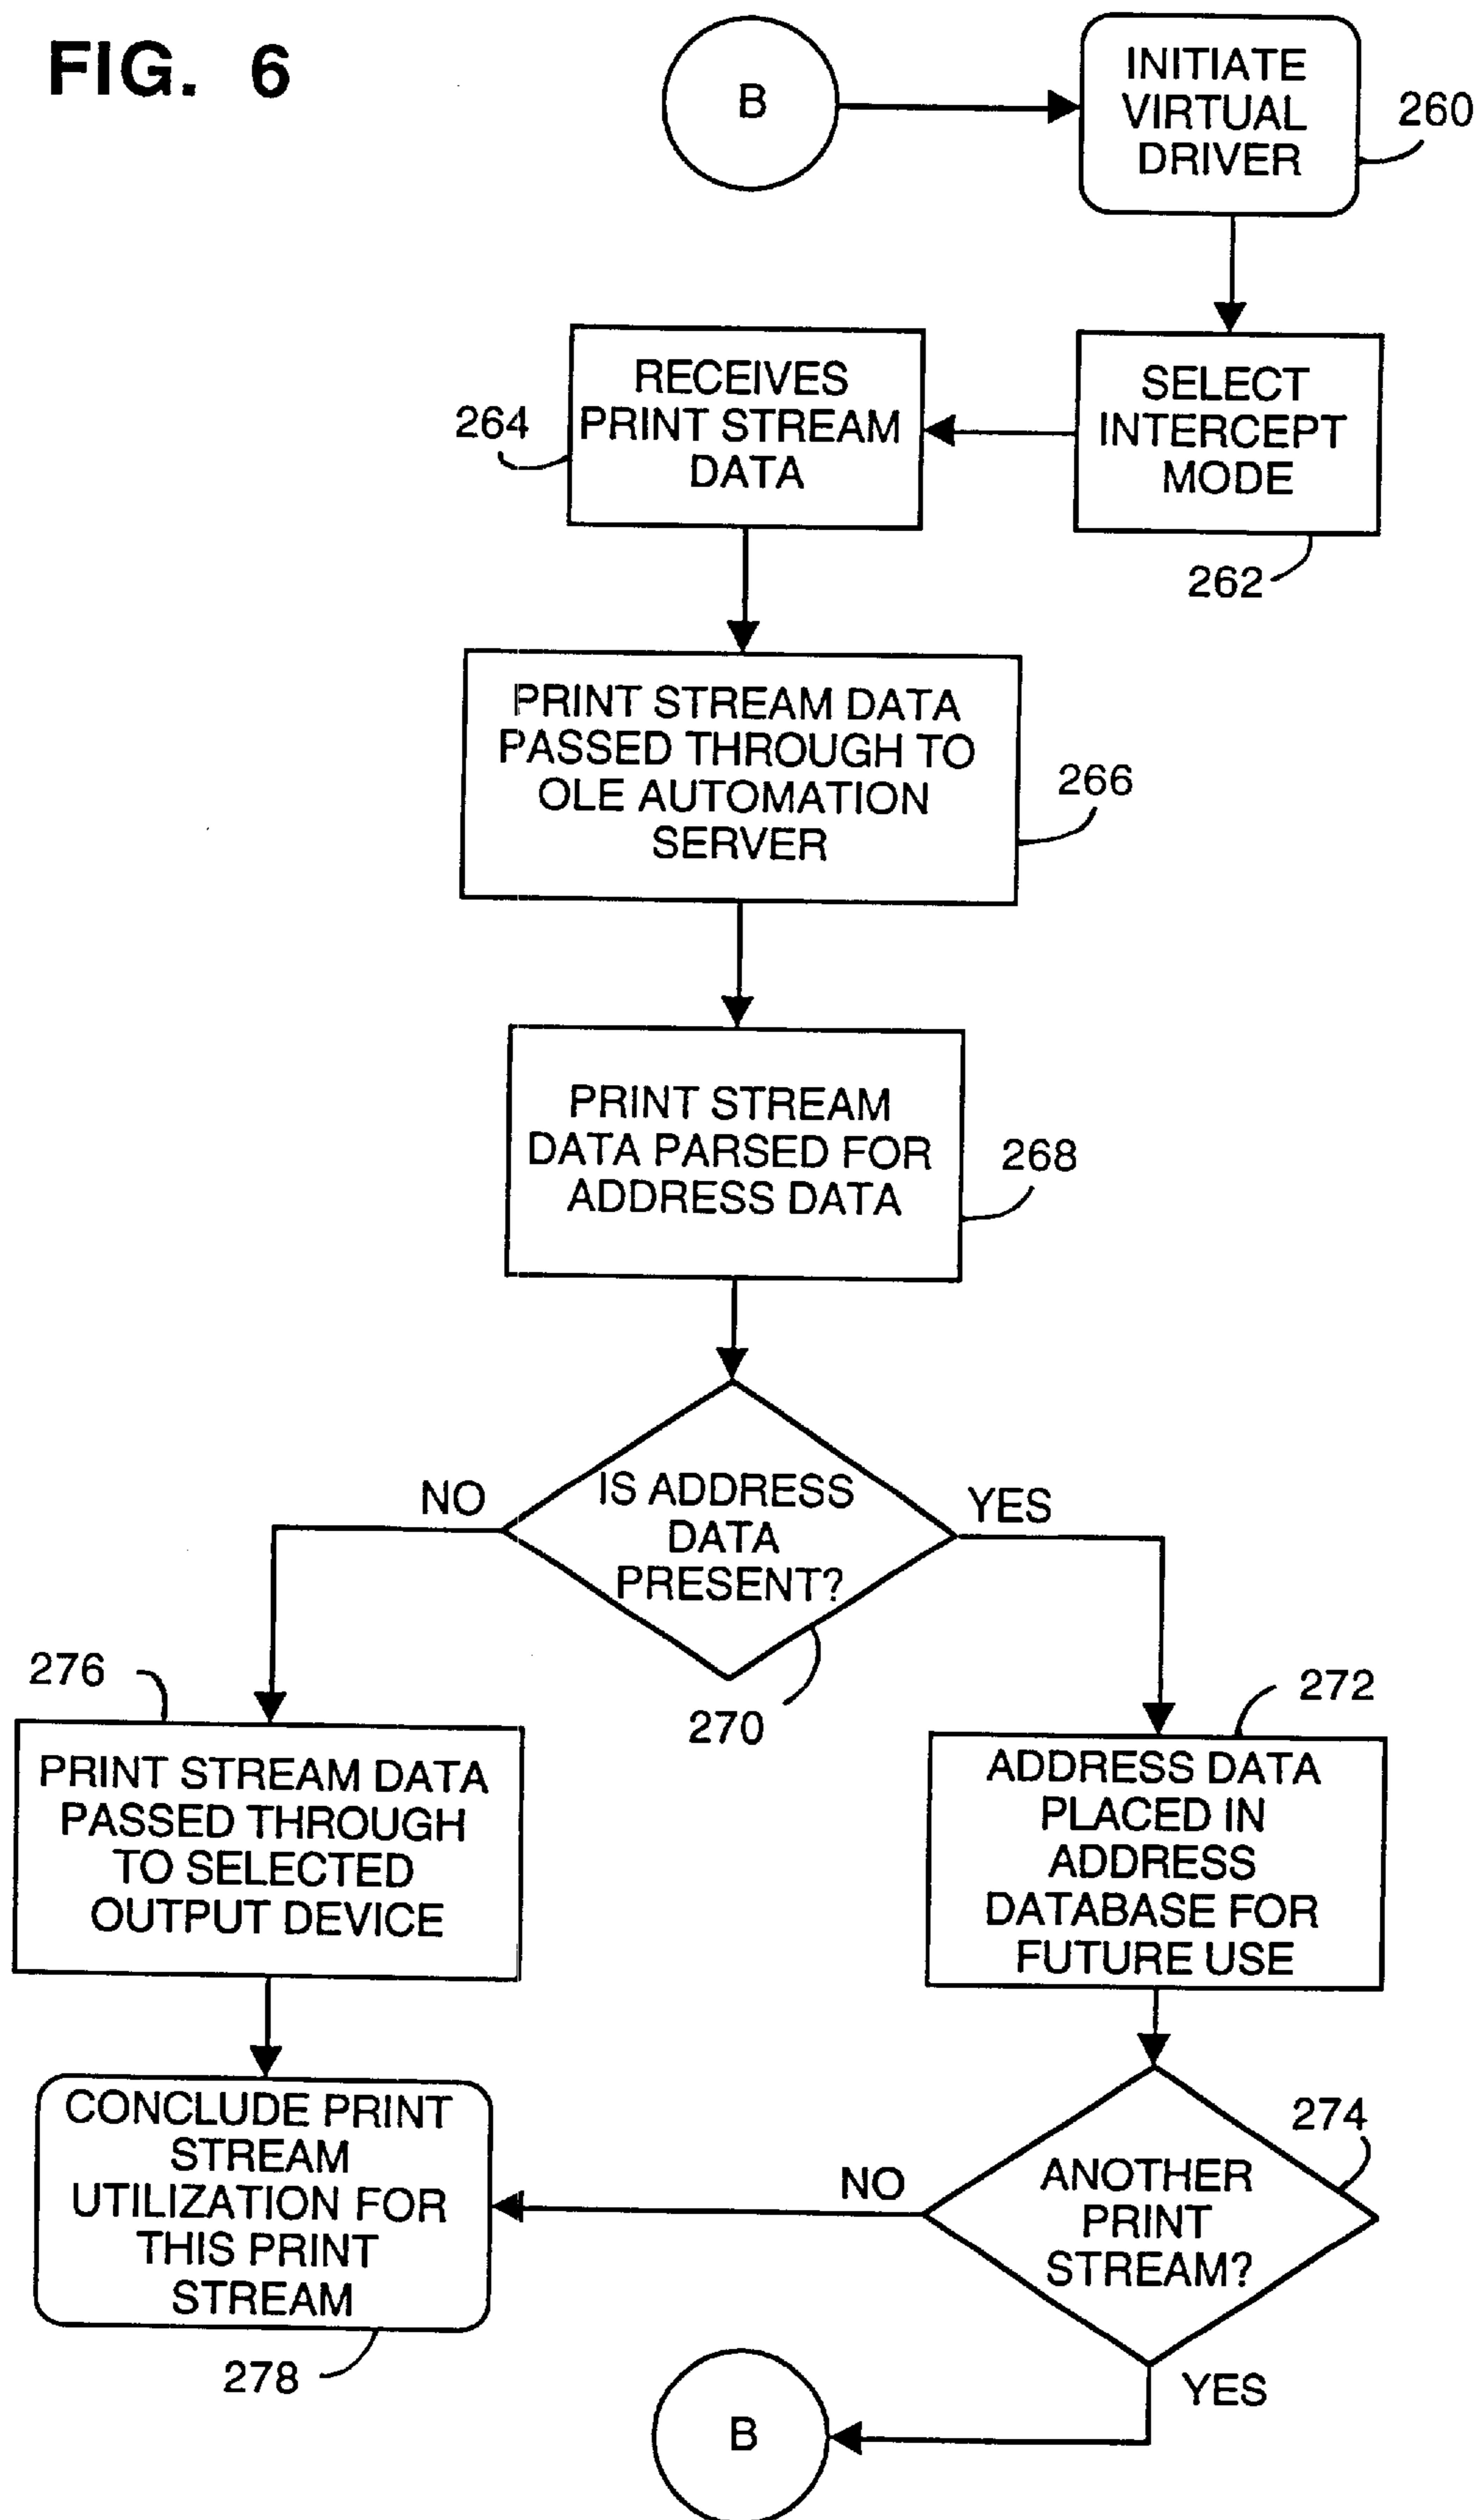 FIG. 6
B
INITIATE
VIRTUAL
DRIVER
260
SELECT
INTERCEPT
MODE
262
RECEIVES
PRINT STREAM
DATA
264
PRINT STREAM DATA
PASSED THROUGH TO
OLE AUTOMATION
SERVER
266
PRINT STREAM
DATA PARSED FOR
ADDRESS DATA
268
IS ADDRESS
DATA
PRESENT?
270
NO
YES
276
PRINT STREAM DATA
PASSED THROUGH
TO SELECTED
OUTPUT DEVICE
272
ADDRESS DATA
PLACED IN
ADDRESS
DATABASE FOR
FUTURE USE
CONCLUDE PRINT
STREAM
UTILIZATION FOR
THIS PRINT
STREAM
278
NO
ANOTHER
PRINT
STREAM?
274
YES
B